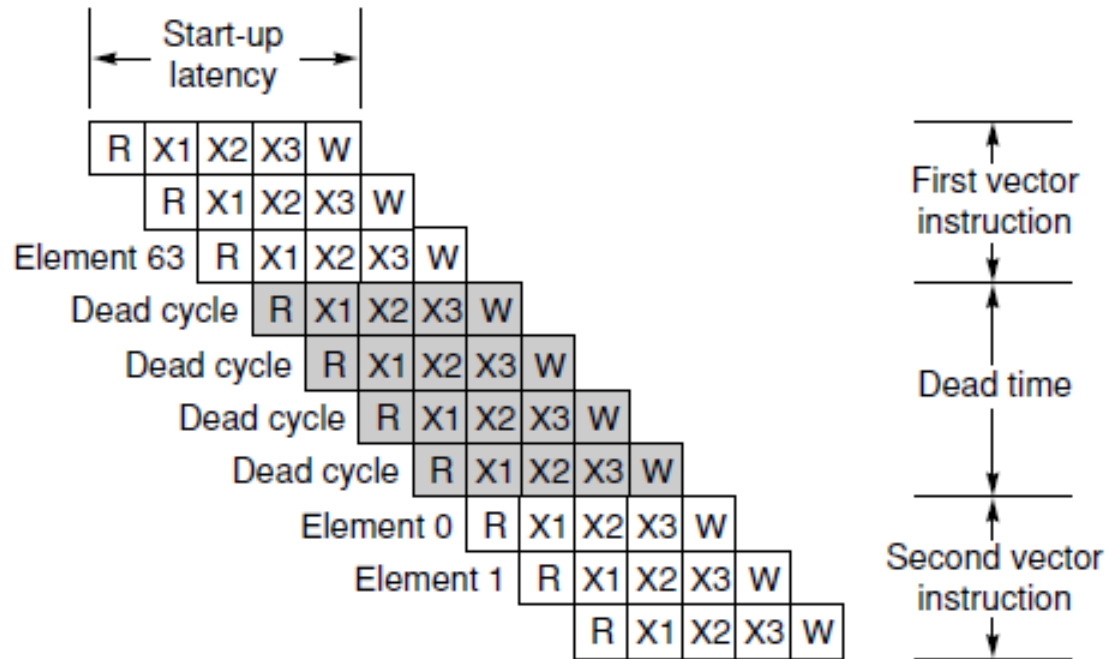 Start-up
latency
R X1 X2 X3 W
R X1 X2 X3 W
First vector
instruction
Element 63 R X1 X2 X3 W
Dead cycle R X1 X2 X3 W
Dead cycle R X1 X2 X3 W
Dead time
Dead cycle R X1 X2 X3 W
Dead cycle R X1 X2 X3 W
Element 0 R X1 X2 X3 W
Element 1 R X1 X2 X3 W
Second vector
instruction
R X1 X2 X3 W